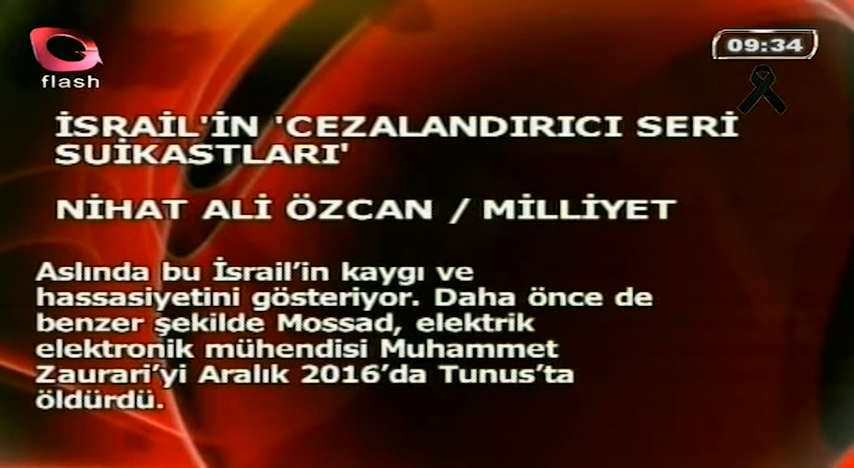 flash
09:34
İSRAİL'İN 'CEZALANDIRICI SERİ
SUİKASTLARI'
NİHAT ALİ ÖZCAN / MİLLİYET
Aslında bu İsrail'in kaygı ve
hassasiyetini gösteriyor. Daha önce de
benzer şekilde Mossad, elektrik
elektronik mühendisi Muhammet
Zaurari'yi Aralık 2016'da Tunus'ta
öldürdü.